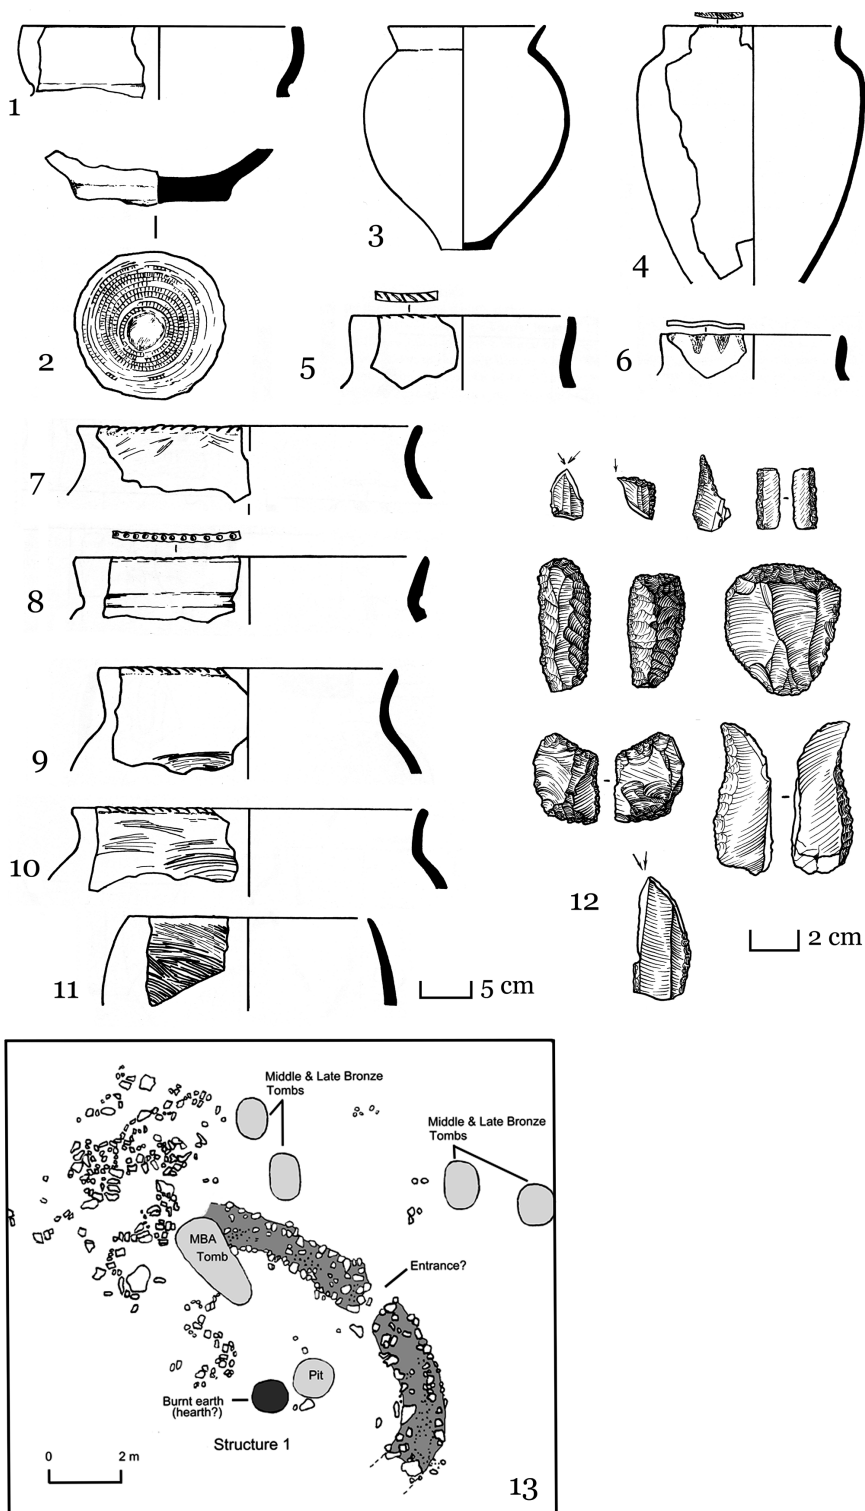 1
2
3
4
5
6
7
8
9
10
11
5 cm
12
2 cm
Middle & Late Bronze
Tombs
Middle & Late Bronze
Tombs
MBA
Tomb
Entrance?
Pit
Burnt earth
(hearth?)
Structure 1
0
2 m
13